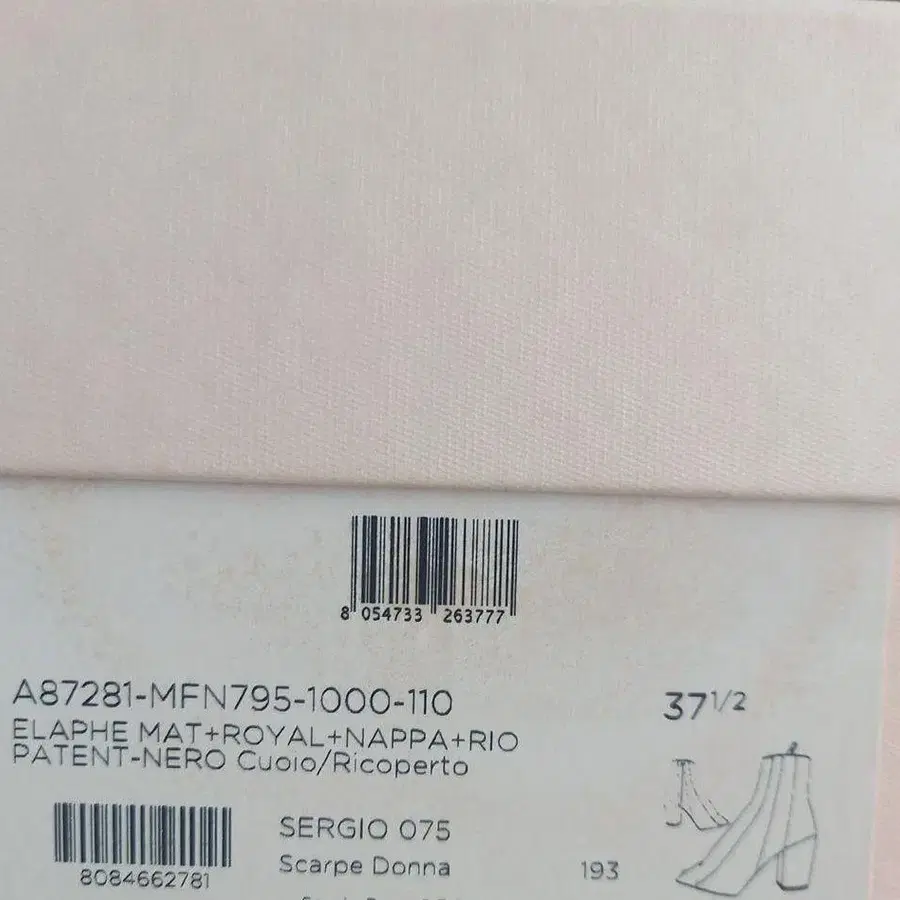 8 054733 263777
A87281-MFN795-1000-110
37 1/2
ELAPHE MAT+ROYAL+NAPPA+RIO
PATENT-NERO Cuoio/Ricoperto
SERGIO 075
8084662781
Scarpe Donna
193